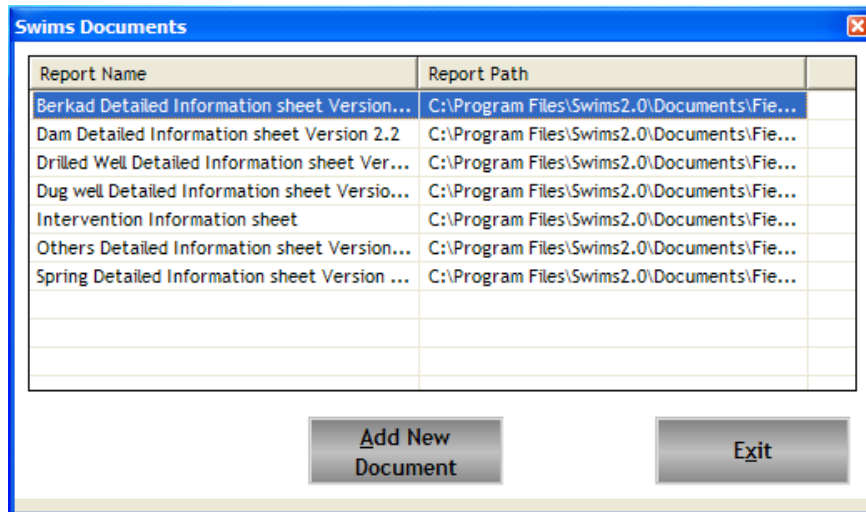 Swims Documents
Report Name Report Path
Berkad Detailed Information sheet Version... C:\Program Files\Swims2.0\Documents\Fie...
Dam Detailed Information sheet Version 2.2 C:\Program Files\Swims2.0\Documents\Fie...
Drilled Well Detailed Information sheet Ver... C:\Program Files\Swims2.0\Documents\Fie...
Dug well Detailed Information sheet Versio... C:\Program Files\Swims2.0\Documents\Fie...
Intervention Information sheet C:\Program Files\Swims2.0\Documents\Fie...
Others Detailed Information sheet Version... C:\Program Files\Swims2.0\Documents\Fie...
Spring Detailed Information sheet Version ... C:\Program Files\Swims2.0\Documents\Fie...
Add New
Document
Exit